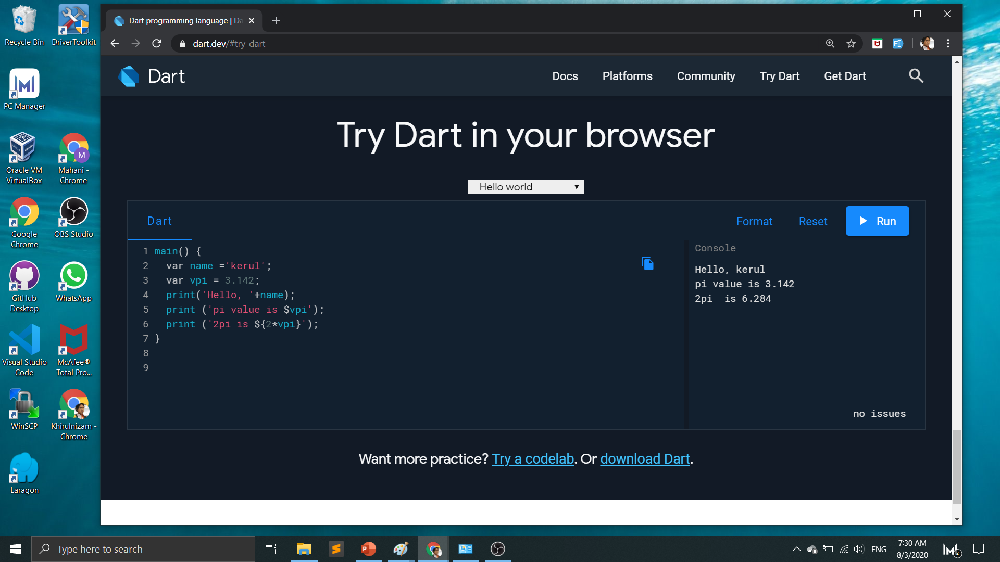 Recycle Bin
DriverToolkit
PC Manager
Oracle VM
VirtualBox
Mahani -
Chrome
Google
Chrome
OBS Studio
GitHub
Desktop
WhatsApp
Visual Studio
Code
McAfee®
Total Pro...
WinSCP
Khirulnizam -
Chrome
Laragon
Dart programming language | Da
dart.dev/#try-dart
Dart
Docs
Platforms
Community
Try Dart
Get Dart
Try Dart in your browser
Hello world
Dart
Format
Reset
Run
1 main() {
2 var name ='kerul';
3 var vpi = 3.142;
4 print('Hello, '+name);
5 print ('pi value is $vpi');
6 print ('2pi is ${2*vpi}');
7 }
8
9
Console
Hello, kerul
pi value is 3.142
2pi  is 6.284
no issues
Want more practice? Try a codelab. Or download Dart.
Type here to search
ENG
7:30 AM
8/3/2020
2